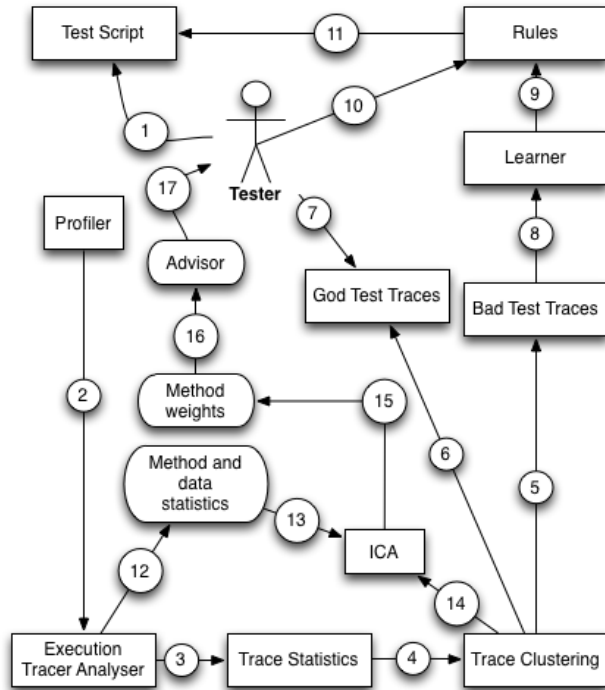 Test Script
11
Rules
1
10
9
Tester
Learner
17
7
Profiler
8
Advisor
God Test Traces
Bad Test Traces
16
2
Method
weights
15
Method and
data
statistics
6
5
13
ICA
12
14
Execution
Tracer Analyser
3
Trace Statistics
4
Trace Clustering